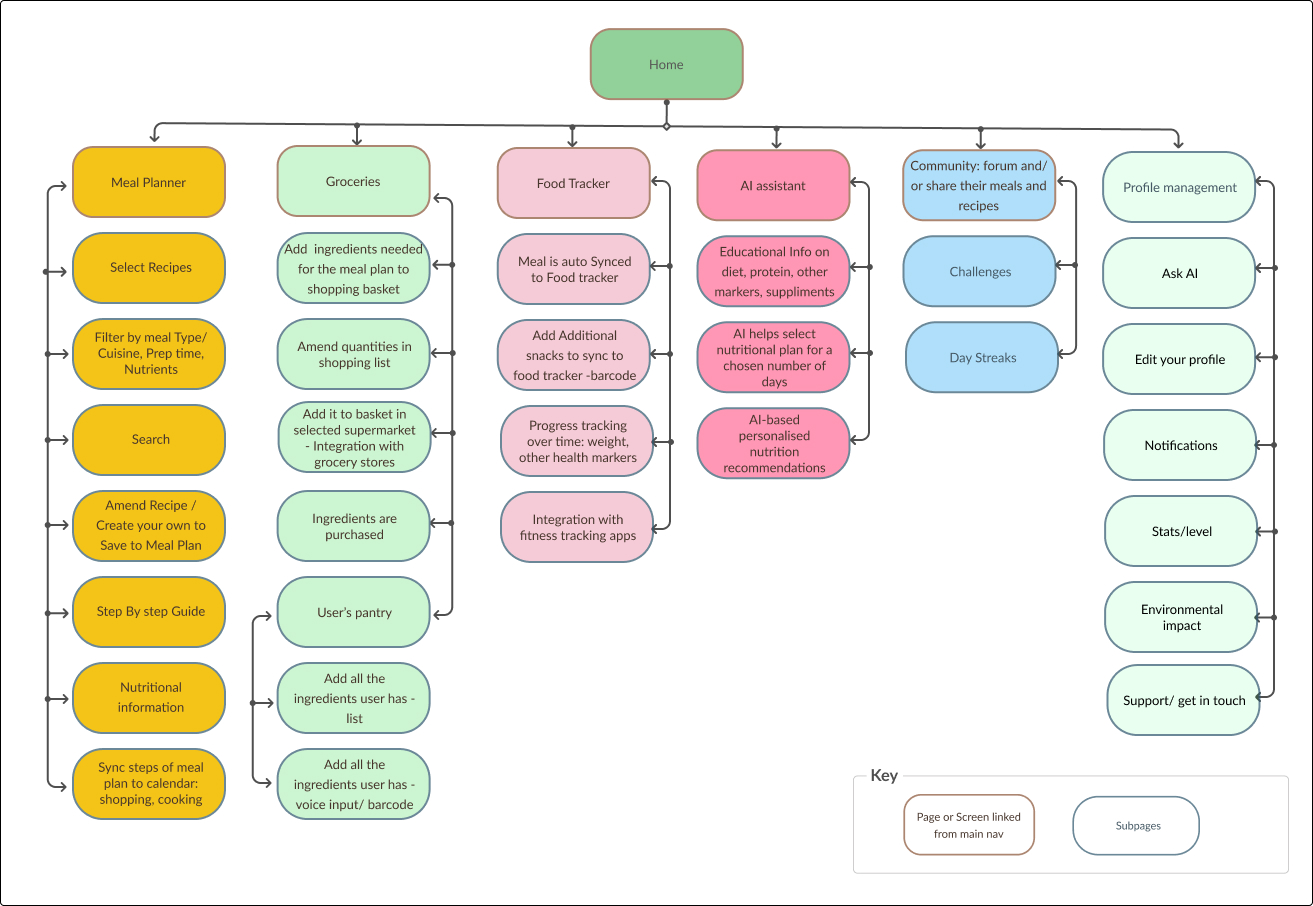 Home
Meal Planner
Select Recipes
Filter by meal Type/
Cuisine, Prep time,
Nutrients
Search
Amend Recipe /
Create your own to
Save to Meal Plan
Step By step Guide
Nutritional
information
Sync steps of meal
plan to calendar:
shopping, cooking
Groceries
Add  ingredients needed
for the meal plan to
shopping basket
Amend quantities in
shopping list
Add it to basket in
selected supermarket
- Integration with
grocery stores
Ingredients are
purchased
User’s pantry
Add all the
ingredients user has -
list
Add all the
ingredients user has -
voice input/ barcode
Food Tracker
Meal is auto Synced
to Food tracker
Add Additional
snacks to sync to
food tracker -barcode
Progress tracking
over time: weight,
other health markers
Integration with
fitness tracking apps
AI assistant
Educational Info on
diet, protein, other
markers, suppliments
AI helps select
nutritional plan for a
chosen number of
days
AI-based
personalised
nutrition
recommendations
Community: forum and/
or share their meals and
recipes
Challenges
Day Streaks
Profile management
Ask AI
Edit your profile
Notifications
Stats/level
Environmental
impact
Support/ get in touch
Key
Page or Screen linked
from main nav
Subpages